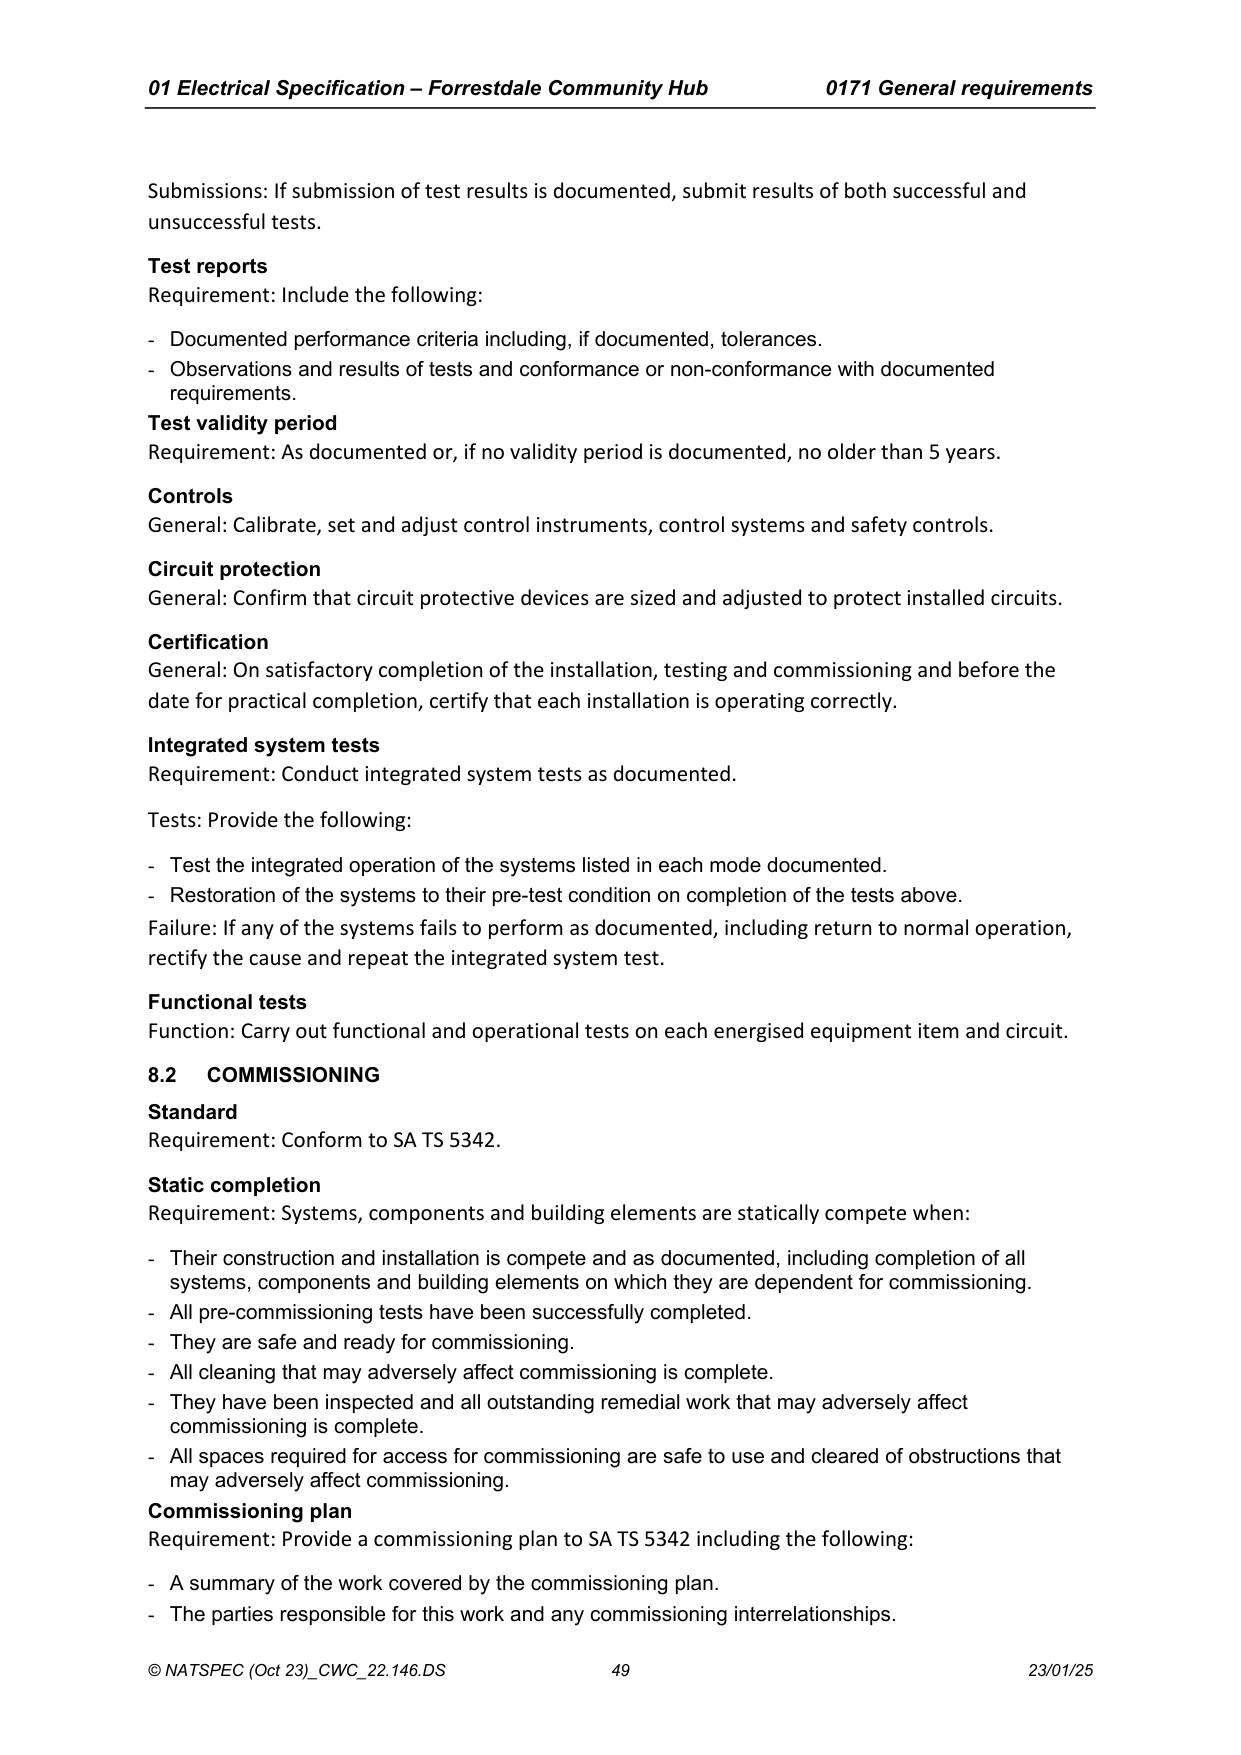 01 Electrical Specification – Forrestdale Community Hub 0171 General requirements
Submissions: If submission of test results is documented, submit results of both successful and
unsuccessful tests.
Test reports
Requirement: Include the following:
- Documented performance criteria including, if documented, tolerances.
- Observations and results of tests and conformance or non-conformance with documented
requirements.
Test validity period
Requirement: As documented or, if no validity period is documented, no older than 5 years.
Controls
General: Calibrate, set and adjust control instruments, control systems and safety controls.
Circuit protection
General: Confirm that circuit protective devices are sized and adjusted to protect installed circuits.
Certification
General: On satisfactory completion of the installation, testing and commissioning and before the
date for practical completion, certify that each installation is operating correctly.
Integrated system tests
Requirement: Conduct integrated system tests as documented.
Tests: Provide the following:
- Test the integrated operation of the systems listed in each mode documented.
- Restoration of the systems to their pre-test condition on completion of the tests above.
Failure: If any of the systems fails to perform as documented, including return to normal operation,
rectify the cause and repeat the integrated system test.
Functional tests
Function: Carry out functional and operational tests on each energised equipment item and circuit.
8.2 COMMISSIONING
Standard
Requirement: Conform to SA TS 5342.
Static completion
Requirement: Systems, components and building elements are statically compete when:
- Their construction and installation is compete and as documented, including completion of all
systems, components and building elements on which they are dependent for commissioning.
- All pre-commissioning tests have been successfully completed.
- They are safe and ready for commissioning.
- All cleaning that may adversely affect commissioning is complete.
- They have been inspected and all outstanding remedial work that may adversely affect
commissioning is complete.
- All spaces required for access for commissioning are safe to use and cleared of obstructions that
may adversely affect commissioning.
Commissioning plan
Requirement: Provide a commissioning plan to SA TS 5342 including the following:
- A summary of the work covered by the commissioning plan.
- The parties responsible for this work and any commissioning interrelationships.
© NATSPEC (Oct 23)_CWC_22.146.DS 49 23/01/25